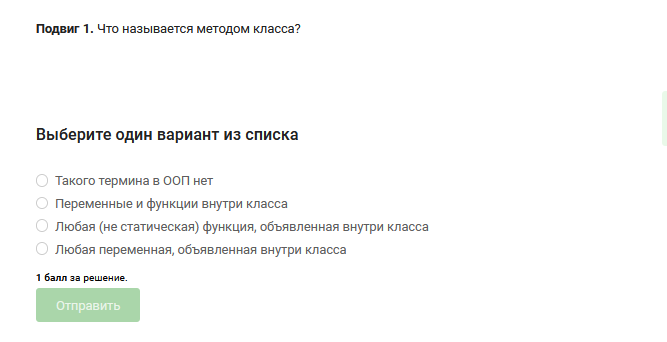 Подвиг 1. Что называется методом класса?
Выберите один вариант из списка
Такого термина в ООП нет
Переменные и функции внутри класса
Любая (не статическая) функция, объявленная внутри класса
Любая переменная, объявленная внутри класса
1 балл за решение.
Отправить